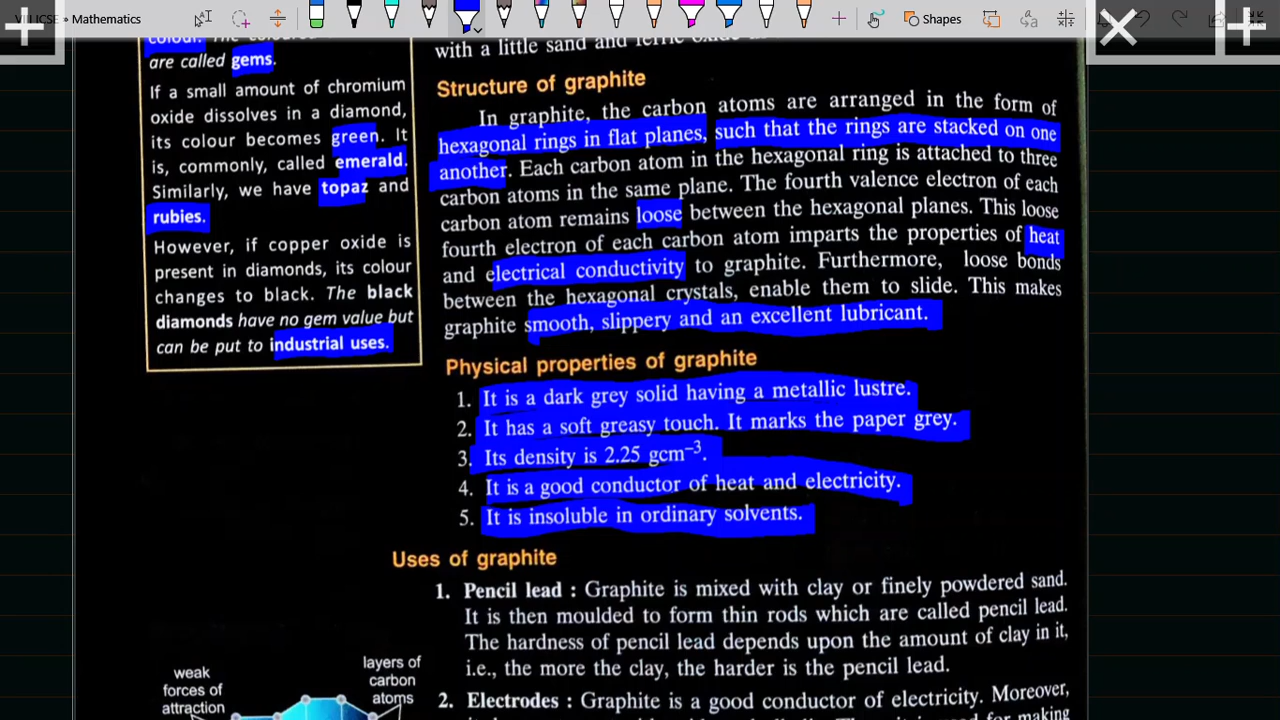 VII ICSE » Mathematics
Shapes
colour. The coloured
are called gems.
If a small amount of chromium
oxide dissolves in a diamond,
its colour becomes green. It
is, commonly, called emerald.
Similarly, we have topaz and
rubies.
However, if copper oxide is
present in diamonds, its colour
changes to black. The black
diamonds have no gem value but
can be put to industrial uses.
with a little sand and ferric oxide
Structure of graphite
In graphite, the carbon atoms are arranged in the form of
hexagonal rings in flat planes, such that the rings are stacked on one
another. Each carbon atom in the hexagonal ring is attached to three
carbon atoms in the same plane. The fourth valence electron of each
carbon atom remains loose between the hexagonal planes. This loose
fourth electron of each carbon atom imparts the properties of heat
and electrical conductivity to graphite. Furthermore, loose bonds
between the hexagonal crystals, enable them to slide. This makes
graphite smooth, slippery and an excellent lubricant.
Physical properties of graphite
1. It is a dark grey solid having a metallic lustre.
2. It has a soft greasy touch. It marks the paper grey.
3. Its density is 2.25 gcm⁻³.
4. It is a good conductor of heat and electricity.
5. It is insoluble in ordinary solvents.
Uses of graphite
1. Pencil lead : Graphite is mixed with clay or finely powdered sand.
It is then moulded to form thin rods which are called pencil lead.
The hardness of pencil lead depends upon the amount of clay in it,
i.e., the more the clay, the harder is the pencil lead.
2. Electrodes : Graphite is a good conductor of electricity. Moreover,
for making
weak
forces of
attraction
layers of
carbon
atoms